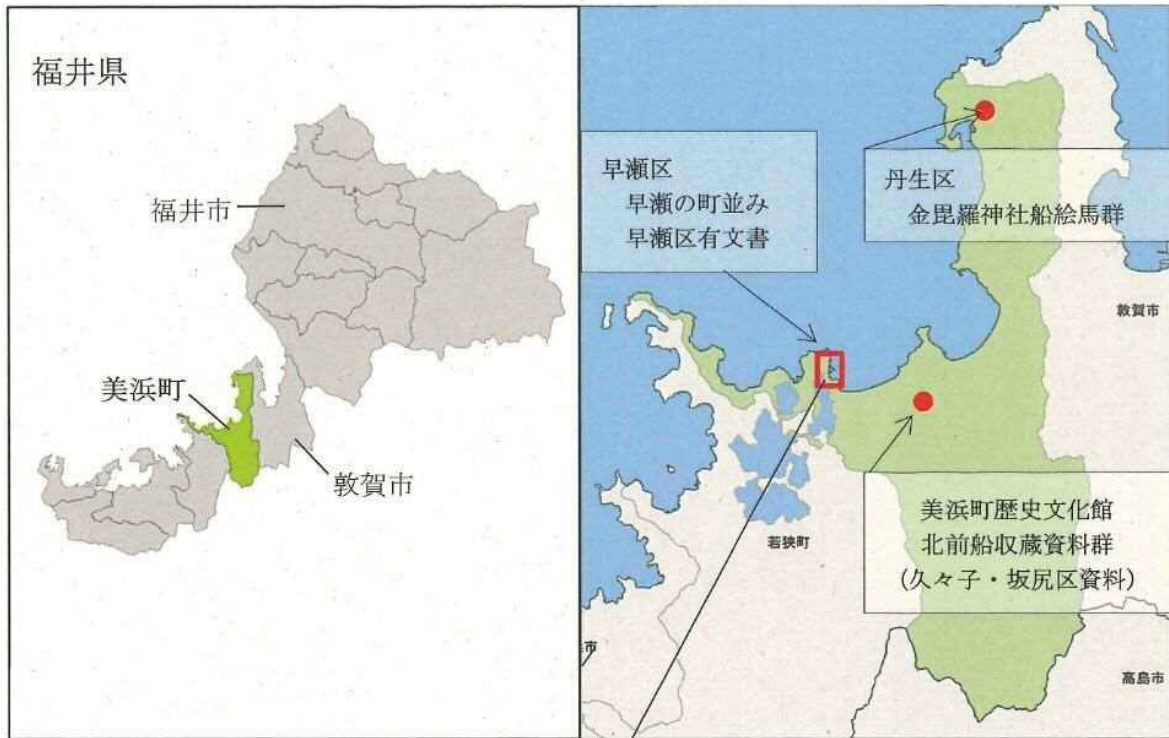 福井県
福井市
美浜町
敦賀市
早瀬区
早瀬の町並み
早瀬区有文書
丹生区
金毘羅神社船絵馬群
敦賀市
美浜町歴史文化館
北前船収蔵資料群
(久々子・坂尻区資料)
若狭町
市
高島市